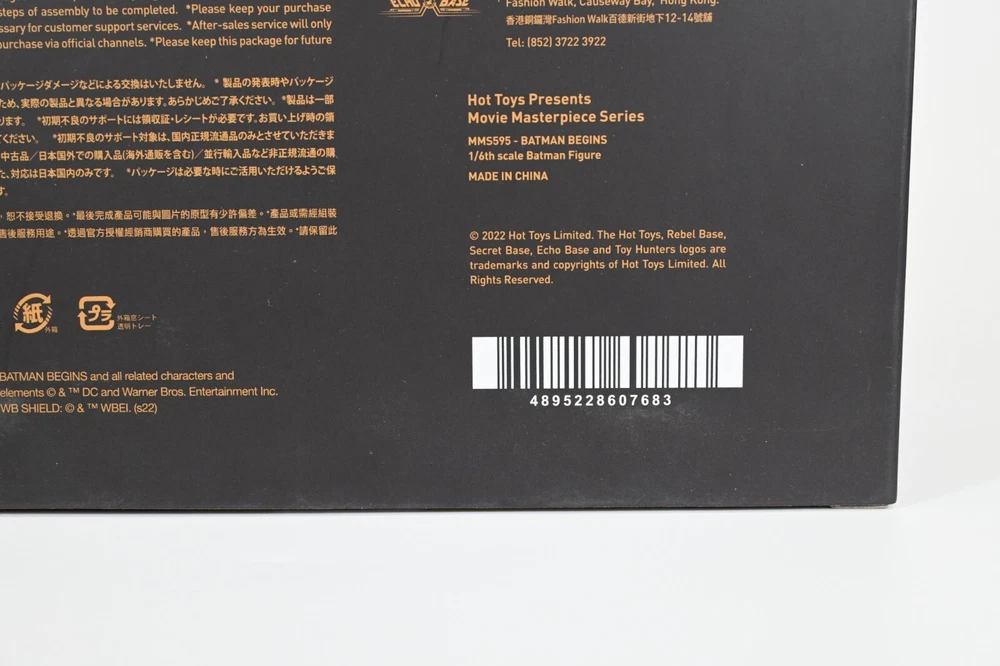 steps of assembly to be completed. *Please keep your purchase
ssary for customer support services. *After-sales service will only
purchase via official channels. *Please keep this package for future
パッケージダメージなどによる交換はいたしません。 * 製品の発表時やパッケージ
ため、実際の製品と異なる場合があります。あらかじめご了承ください。 *製品は一部
ります。 *初期不良のサポートには領収証・レシートが必要です。お買い上げ時の領
ください。 *初期不良のサポート対象は、国内正規流通品のみとさせていただきま
中古品／日本国外での購入品(海外通販を含む)／並行輸入品など非正規流通の購
た、対応は日本国内のみです。 *パッケージは必要な時にご活用いただけるようご保
す。
，恕不接受退換。*最後完成產品可能與圖片的原型有少許偏差。*產品或需經組裝
售後服務用途。*透過官方授權經銷商購買的產品，售後服務方為生效。*請保留此
紙
外箱
プラ
外箱窓シート
透明トレー
BATMAN BEGINS and all related characters and
elements © & ™ DC and Warner Bros. Entertainment Inc.
WB SHIELD: © & ™ WBEI. (s22)
ECHO BASE
Fashion Walk, Causeway Bay, Hong Kong.
香港銅鑼灣Fashion Walk百德新街地下12-14號舖
Tel: (852) 3722 3922
Hot Toys Presents
Movie Masterpiece Series
MMS595 - BATMAN BEGINS
1/6th scale Batman Figure
MADE IN CHINA
© 2022 Hot Toys Limited. The Hot Toys, Rebel Base,
Secret Base, Echo Base and Toy Hunters logos are
trademarks and copyrights of Hot Toys Limited. All
Rights Reserved.
4895228607683